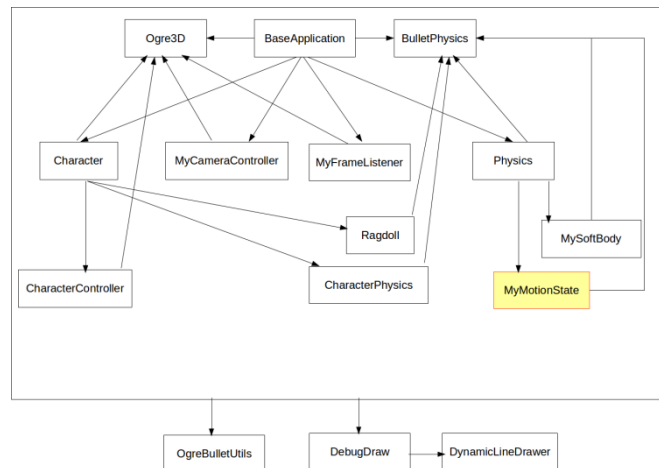 Ogre3D
BaseApplication
BulletPhysics
Character
MyCameraController
MyFrameListener
Physics
Ragdoll
MySoftBody
CharacterController
CharacterPhysics
MyMotionState
OgreBulletUtils
DebugDraw
DynamicLineDrawer